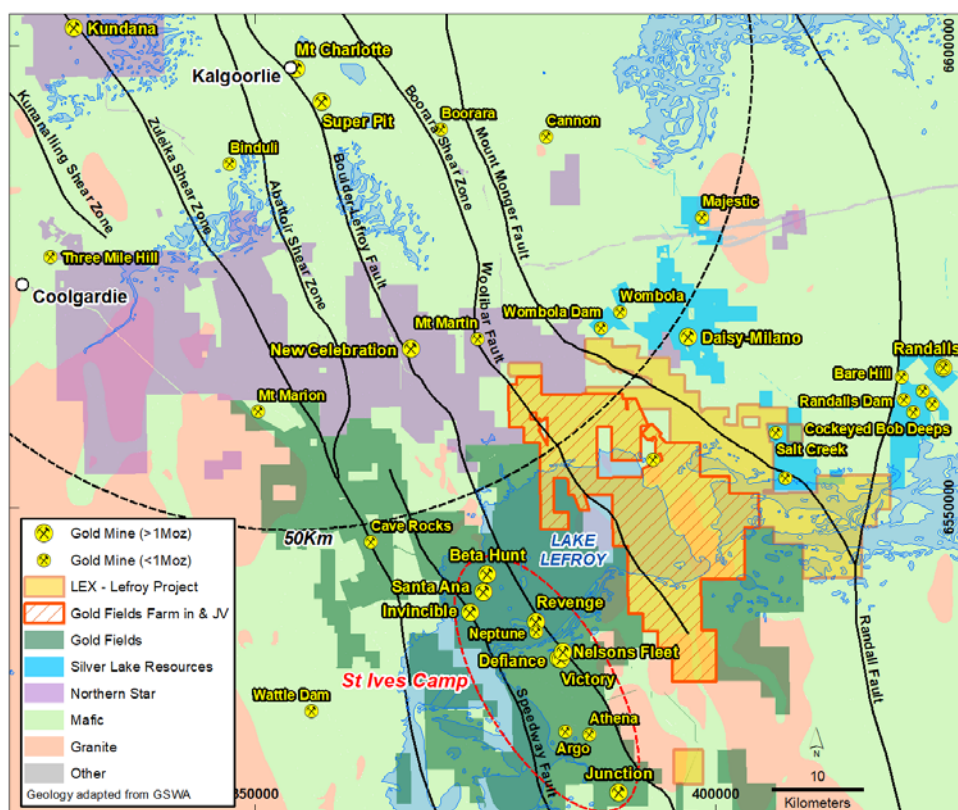 Kundana
Mt Charlotte
Kalgoorlie
Super Pit
Boorara
Cannon
Binduli
Kunanalling Shear Zone
Zuleika Shear Zone
Abattoir Shear Zone
Boulder-Lefroy Fault
Boorara Shear Zone
Mount Monger Fault
6600000
Majestic
Three Mile Hill
Coolgardie
Woolibar Fault
Wombola
Wombola Dam
Mt Martin
Daisy-Milano
New Celebration
Randalls
Bare Hill
Mt Marion
Randalls Dam
Cockeyed Bob Deeps
Salt Creek
6550000
50Km
Cave Rocks
LAKE
LEFROY
Beta Hunt
Santa Ana
Invincible
Revenge
Neptune
Nelsons Fleet
Defiance
Victory
St Ives Camp
Wattle Dam
Speedway Fault
Randall Fault
Athena
Argo
Junction
Gold Mine (>1Moz)
Gold Mine (<1Moz)
LEX - Lefroy Project
Gold Fields Farm in & JV
Gold Fields
Silver Lake Resources
Northern Star
Mafic
Granite
Other
Geology adapted from GSWA
350000
400000
N
10
Kilometers